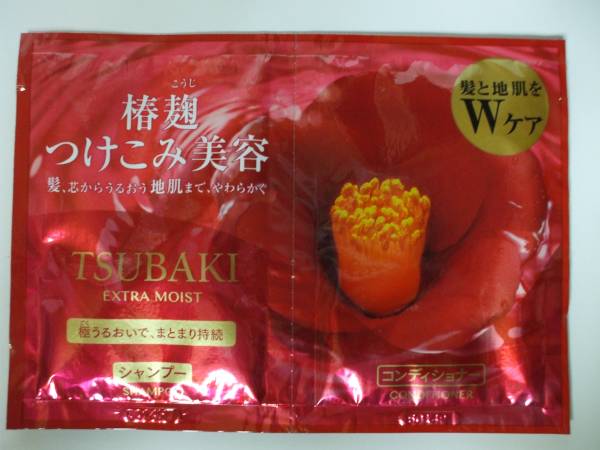 こうじ
椿麹
つけこみ美容
髪、芯からうるおう地肌まで、やわらかく
髪と地肌を
Wケア
TSUBAKI
EXTRA MOIST
ごく
極うるおいで、まとまり持続
シャンプー
SHAMPOO
コンディショナー
CONDITIONER